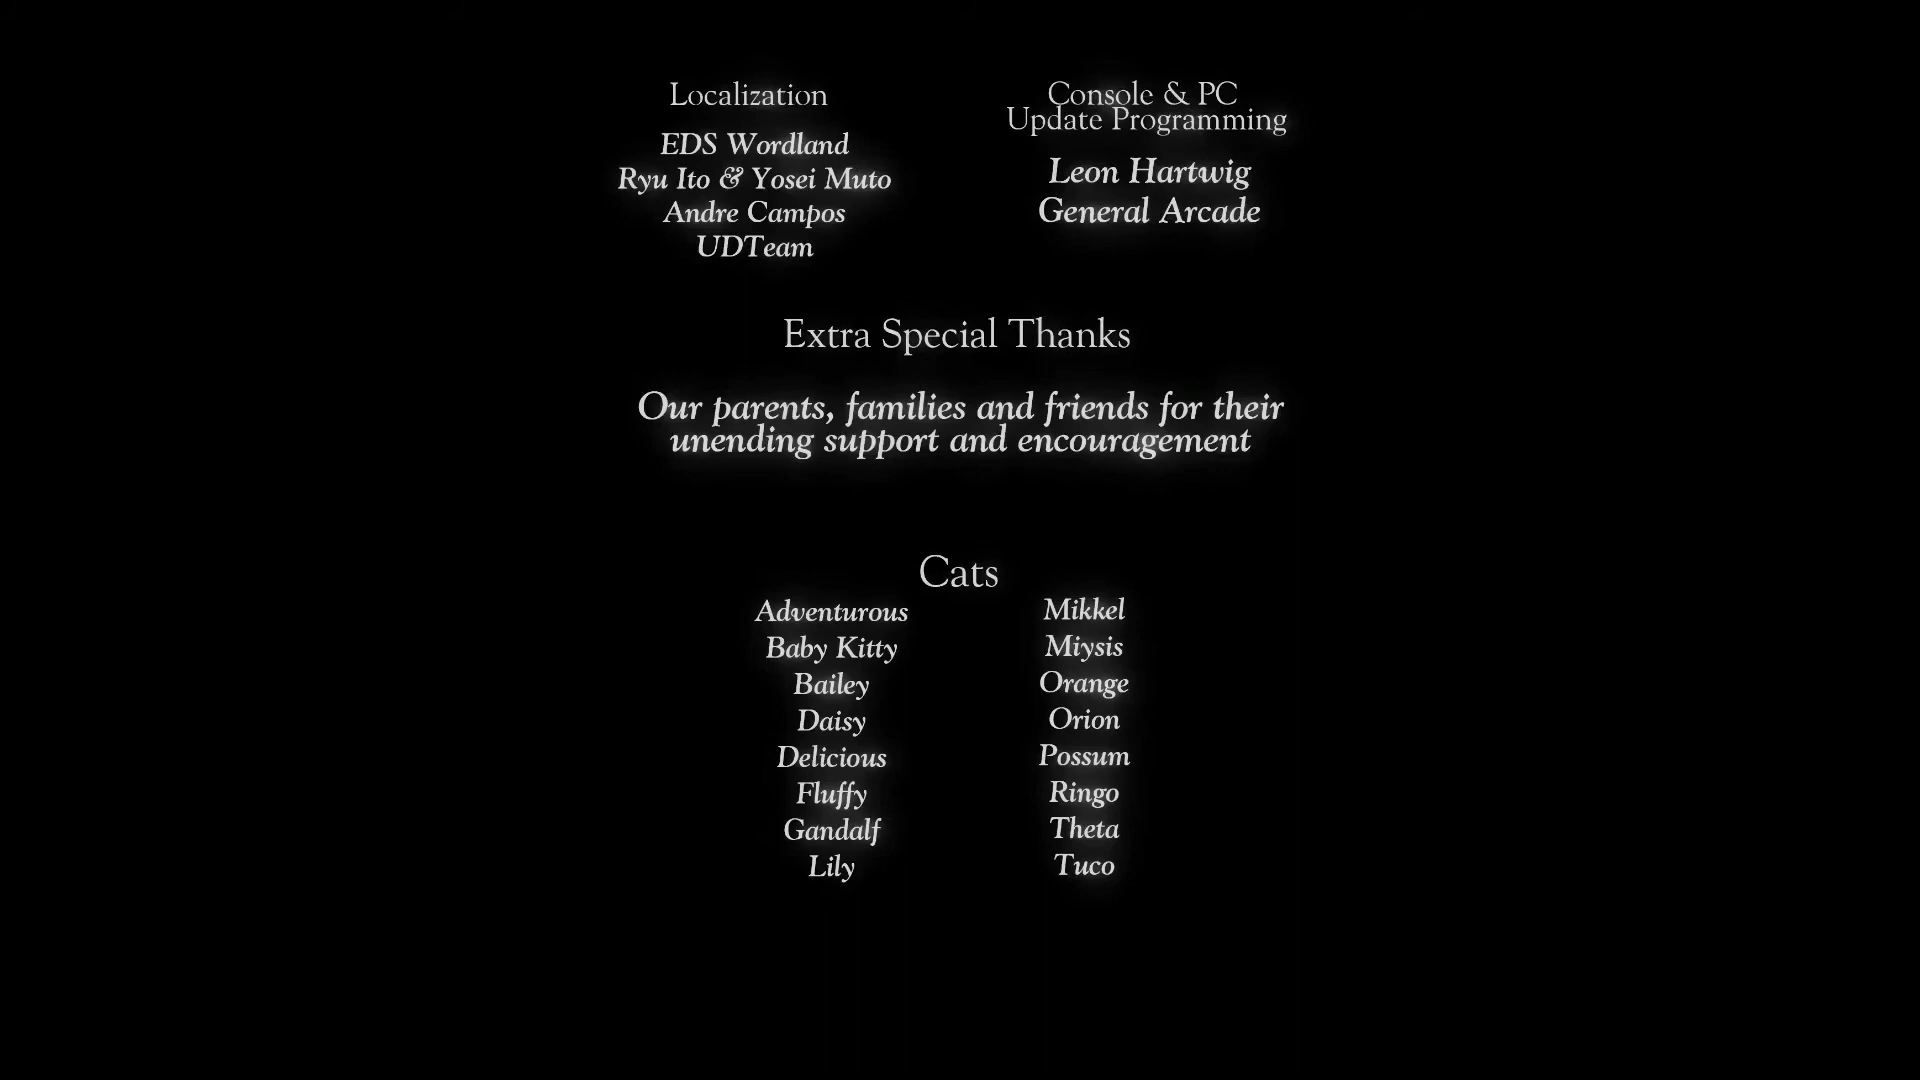 Localization
EDS Wordland
Ryu Ito & Yosei Muto
Andre Campos
UDTeam
Console & PC
Update Programming
Leon Hartwig
General Arcade
Extra Special Thanks
Our parents, families and friends for their
unending support and encouragement
Cats
Adventurous
Baby Kitty
Bailey
Daisy
Delicious
Fluffy
Gandalf
Lily
Mikkel
Miysis
Orange
Orion
Possum
Ringo
Theta
Tuco